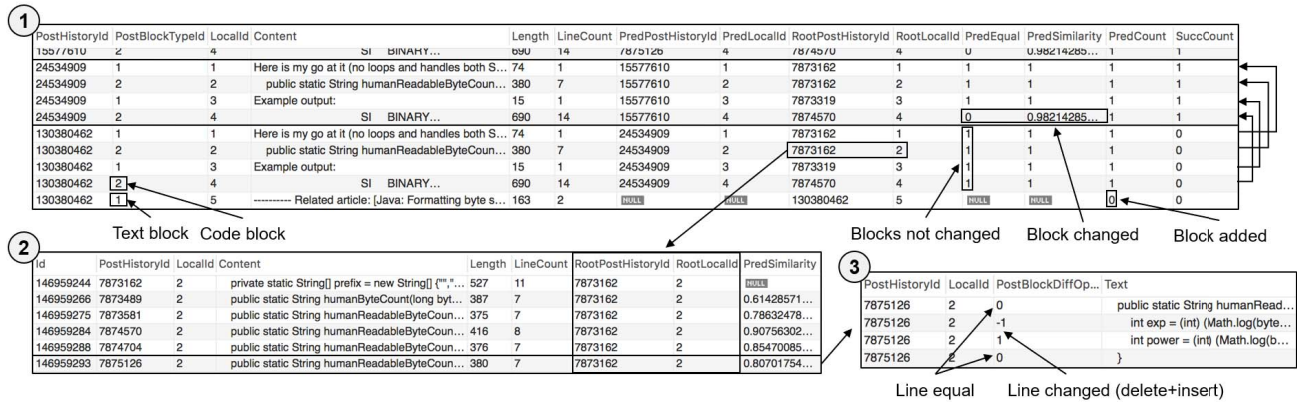 1
PostHistoryId PostBlockTypeId LocalId Content Length LineCount PredPostHistoryId PredLocalId RootPostHistoryId RootLocalId PredEqual PredSimilarity PredCount SuccCount
15577610 2 4 SI BINARY... 690 14 7875126 4 7874570 4 0 0.98214285... 1 1
24534909 1 1 Here is my go at it (no loops and handles both S... 74 1 15577610 1 7873162 1 1 1 1 1
24534909 2 2 public static String humanReadableByteCoun... 380 7 15577610 2 7873162 2 1 1 1 1
24534909 1 3 Example output: 15 1 15577610 3 7873319 3 1 1 1 1
24534909 2 4 SI BINARY... 690 14 15577610 4 7874570 4 0 0.98214285... 1 1
130380462 1 1 Here is my go at it (no loops and handles both S... 74 1 24534909 1 7873162 1 1 1 1 0
130380462 2 2 public static String humanReadableByteCoun... 380 7 24534909 2 7873162 2 1 1 1 0
130380462 1 3 Example output: 15 1 24534909 3 7873319 3 1 1 1 0
130380462 2 4 SI BINARY... 690 14 24534909 4 7874570 4 1 1 1 0
130380462 1 5 ---------- Related article: [Java: Formatting byte s... 163 2 NULL NULL 130380462 5 NULL NULL 0 0
Text block Code block Blocks not changed Block changed Block added
2
Id PostHistoryId LocalId Content Length LineCount RootPostHistoryId RootLocalId PredSimilarity
146959244 7873162 2 private static String[] prefix = new String[] {"","... 527 11 7873162 2 NULL
146959266 7873489 2 public static String humanByteCount(long byt... 387 7 7873162 2 0.61428571...
146959275 7873581 2 public static String humanReadableByteCoun... 375 7 7873162 2 0.78632478...
146959284 7874570 2 public static String humanReadableByteCoun... 416 8 7873162 2 0.90756302...
146959288 7874704 2 public static String humanReadableByteCoun... 376 7 7873162 2 0.85470085...
146959293 7875126 2 public static String humanReadableByteCoun... 380 7 7873162 2 0.80701754...
3
PostHistoryId LocalId PostBlockDiffOp... Text
7875126 2 0 public static String humanRead...
7875126 2 -1 int exp = (int) (Math.log(byte...
7875126 2 1 int power = (int) (Math.log(b...
7875126 2 0 }
Line equal Line changed (delete+insert)